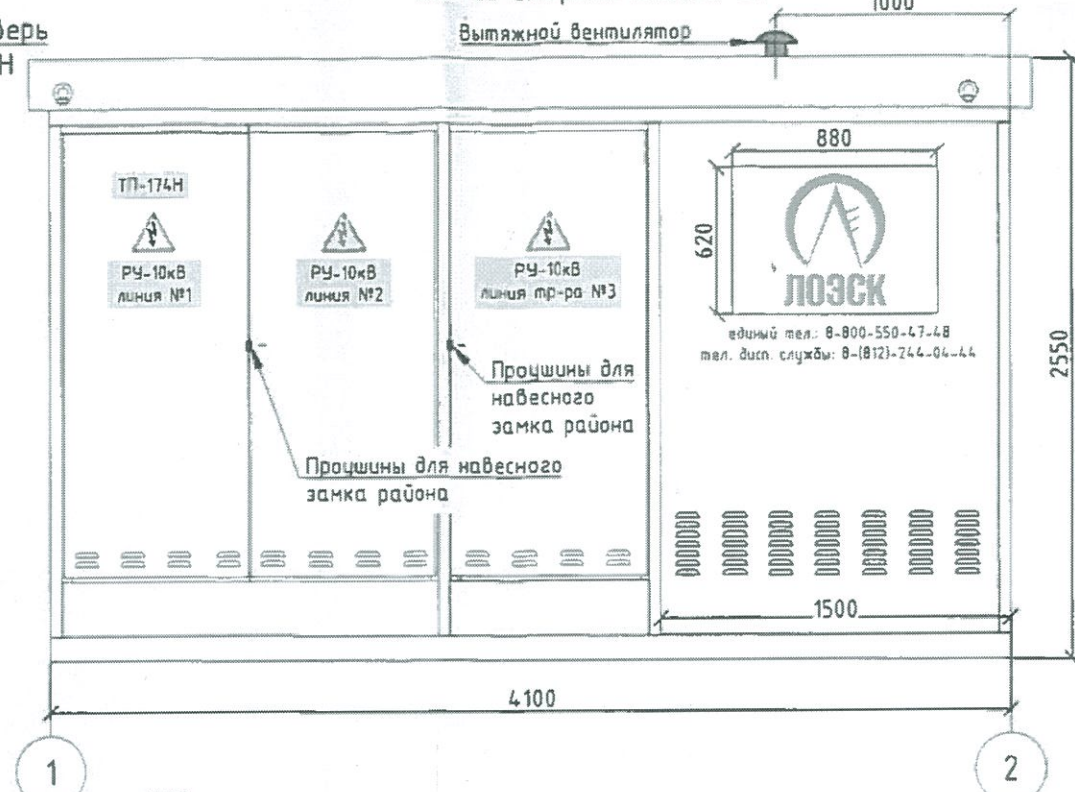 1000
Вытяжной вентилятор
Н
880
620
ТП-174Н
РУ-10кВ
линия №1
РУ-10кВ
линия №2
РУ-10кВ
линия тр-ра №3
ЛОЭСК
единый тел.: 8-800-550-47-48
тел. дисп. службы: 8-(812)-244-04-44
2550
Проушины для
навесного
замка района
Проушины для навесного
замка района
1500
4100
1
2